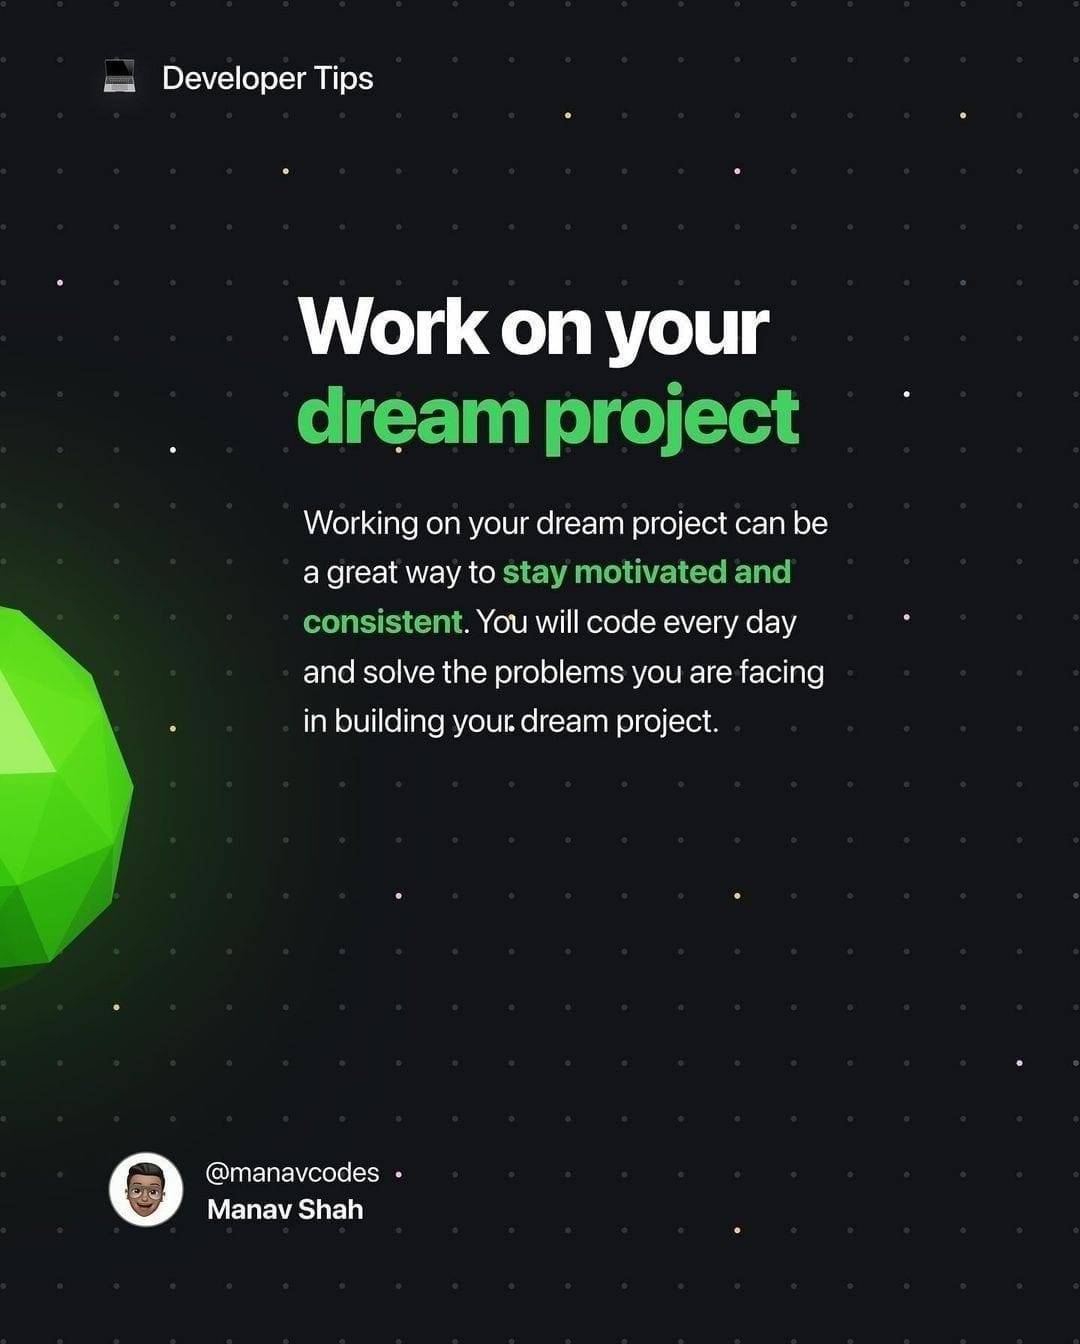 Developer Tips
Work on your
dream project
Working on your dream project can be
a great way to stay motivated and
consistent. You will code every day
and solve the problems you are facing
in building your dream project.
@manavcodes
Manav Shah